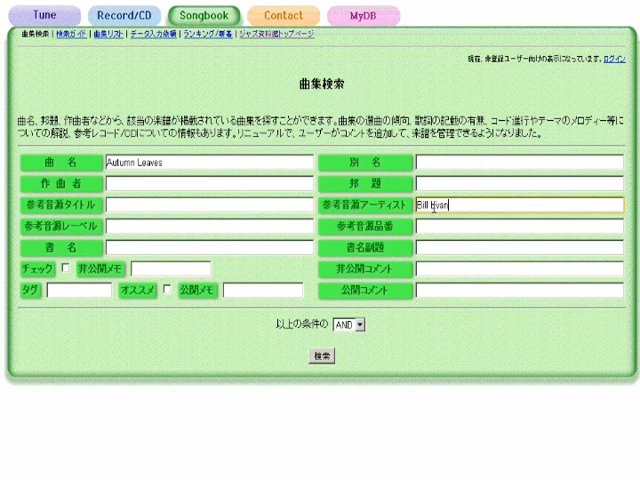 Tune Record/CD Songbook Contact MyDB
曲集検索 | 検索ガイド | 曲集リスト | データ入力依頼 | ランキング/新着 | ジャズ資料館トップページ
現在、非登録ユーザー向けの表示になっています。ログイン
曲集検索
曲名、邦題、作曲者などから、該当の楽譜が掲載されている曲集を探すことができます。曲集の選曲の傾向、歌詞の記載の有無、コード進行やテーマのメロディー等に
ついての解説、参考レコード/CDについての情報もあります。リニューアルで、ユーザーがコメントを追加して、楽譜を管理できるようになりました。
曲 名 Autumn Leaves 別 名
作 曲 者 邦 題
参考音源タイトル 参考音源アーティスト Bill Evan
参考音源レーベル 参考音源品番
書 名 書名副題
チェック 非公開メモ 非公開コメント
タグ オススメ 公開メモ 公開コメント
以上の条件の AND
検索